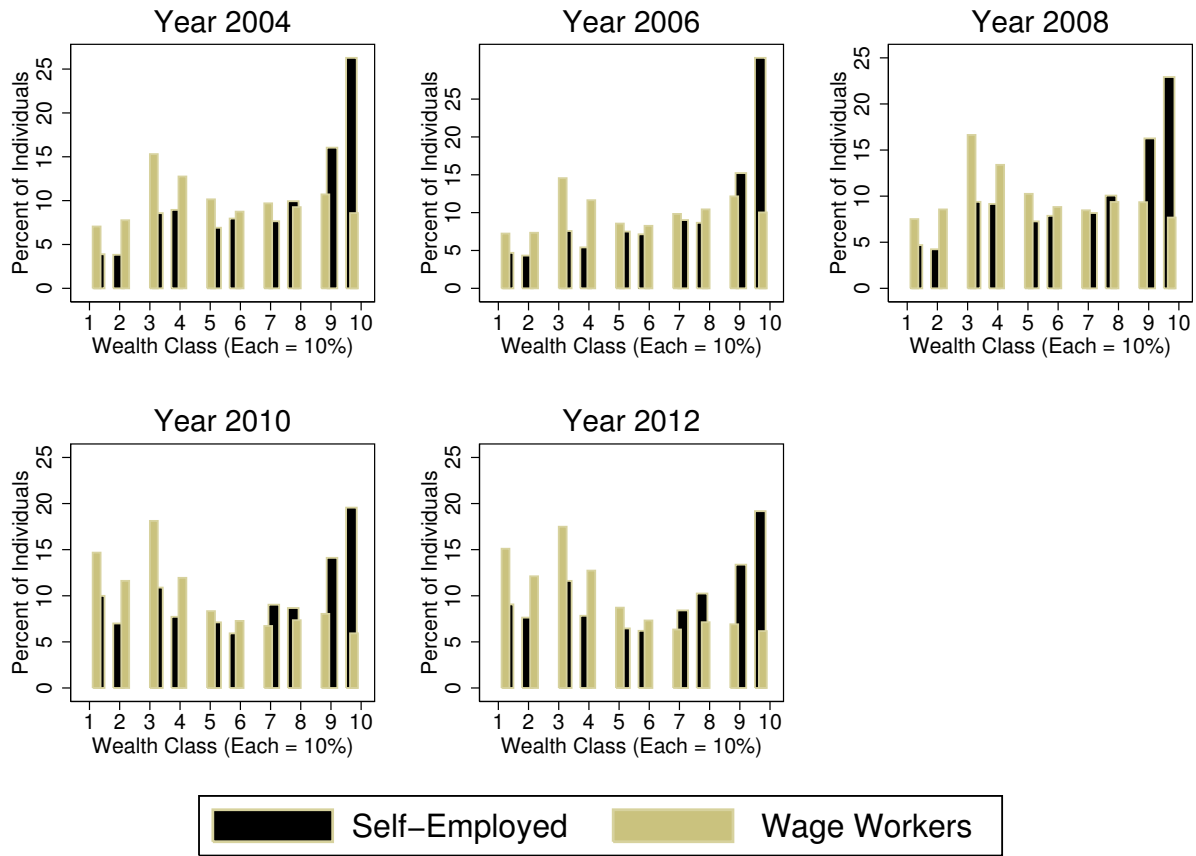 Year 2004
Percent of Individuals
0 5 10 15 20 25
1 2 3 4 5 6 7 8 9 10
Wealth Class (Each = 10%)
Year 2006
Percent of Individuals
0 5 10 15 20 25
1 2 3 4 5 6 7 8 9 10
Wealth Class (Each = 10%)
Year 2008
Percent of Individuals
0 5 10 15 20 25
1 2 3 4 5 6 7 8 9 10
Wealth Class (Each = 10%)
Year 2010
Percent of Individuals
0 5 10 15 20 25
1 2 3 4 5 6 7 8 9 10
Wealth Class (Each = 10%)
Year 2012
Percent of Individuals
0 5 10 15 20 25
1 2 3 4 5 6 7 8 9 10
Wealth Class (Each = 10%)
Self−Employed Wage Workers